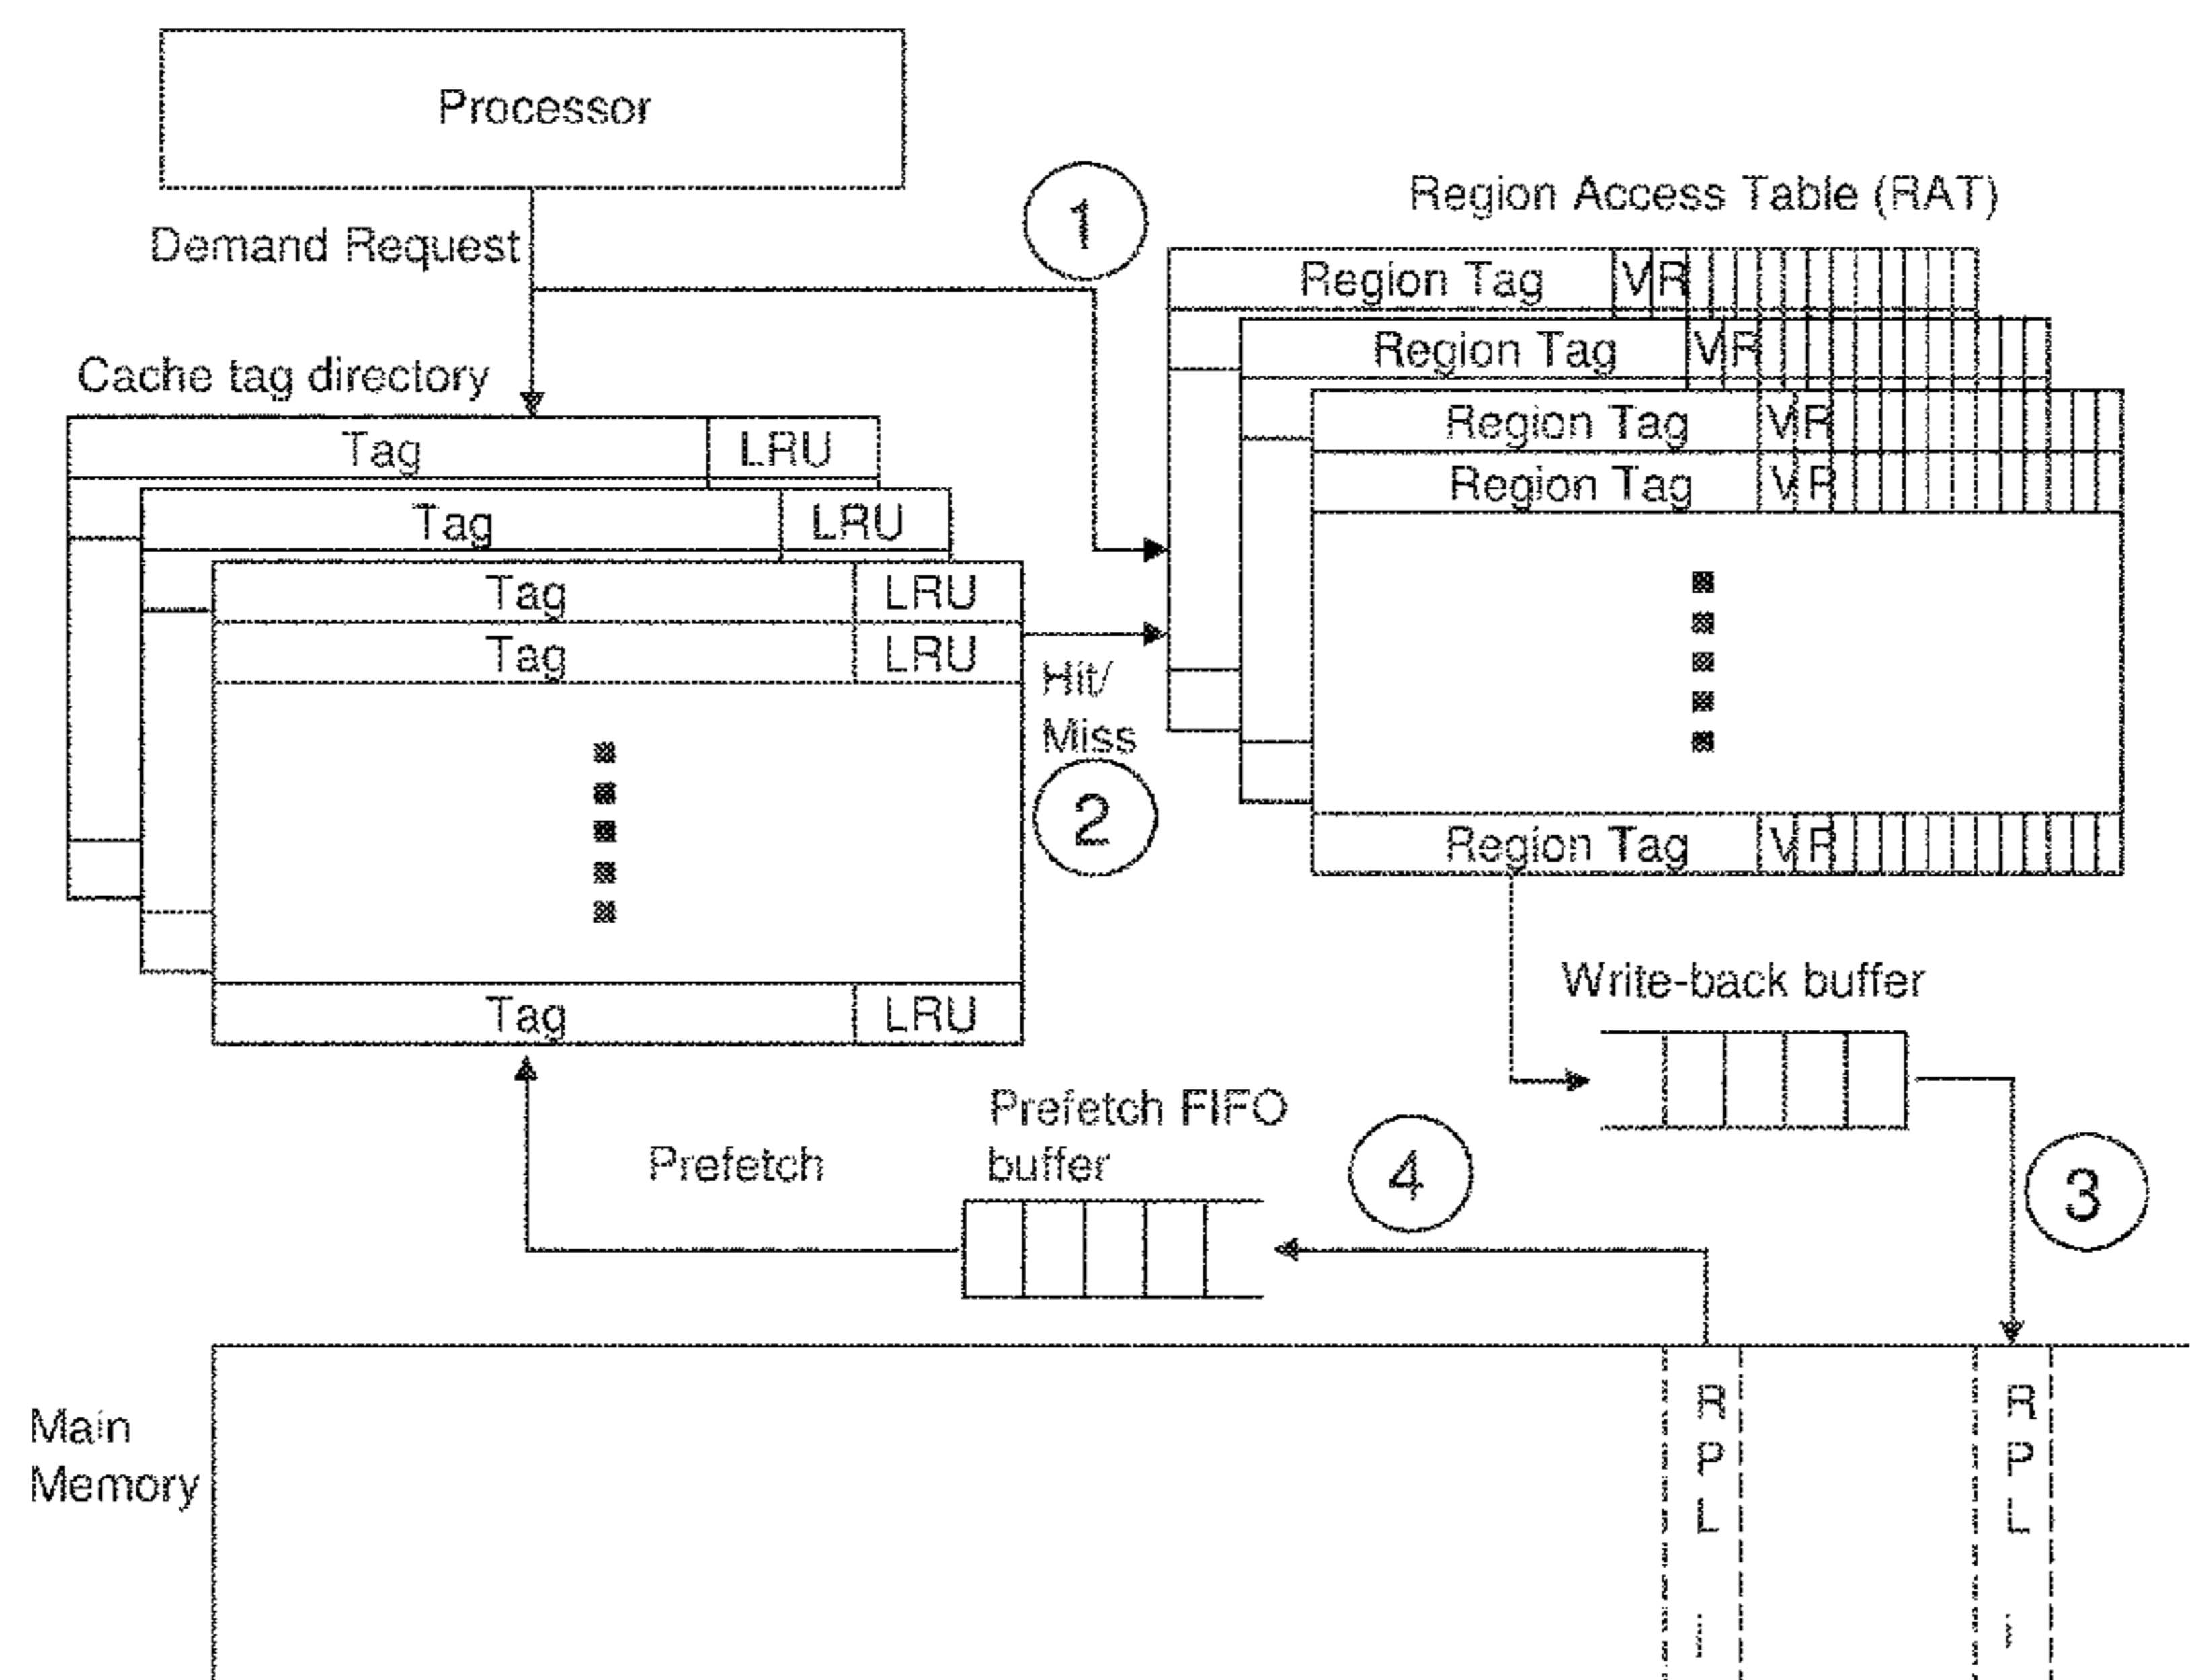 Processor
1
Region Access Table (RAT)
Demand Request
Region Tag V R
Region Tag V R
Region Tag V R
Region Tag V R
Cache tag directory
Tag LRU
Tag LRU
Tag LRU
Tag LRU
Hit/
Miss
2
Region Tag V R
Tag LRU
Write-back buffer
Prefetch FIFO
buffer
Prefetch
4
3
Main
Memory
R
P
L
R
P
L